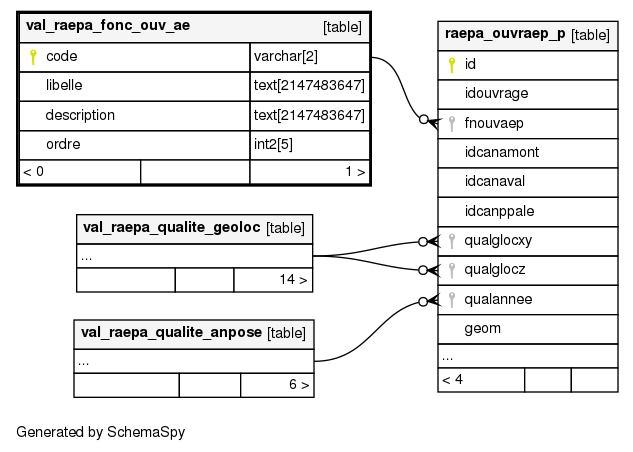 val_raepa_fonc_ouv_ae [table]
code varchar[2]
libelle text[2147483647]
description text[2147483647]
ordre int2[5]
< 0 1 >
val_raepa_qualite_geoloc [table]
...
14 >
val_raepa_qualite_anpose [table]
...
6 >
raepa_ouvraep_p [table]
id
idouvrage
fnouvaep
idcanamont
idcanaval
idcanppale
qualglocxy
qualglocz
qualannee
geom
...
< 4
Generated by SchemaSpy